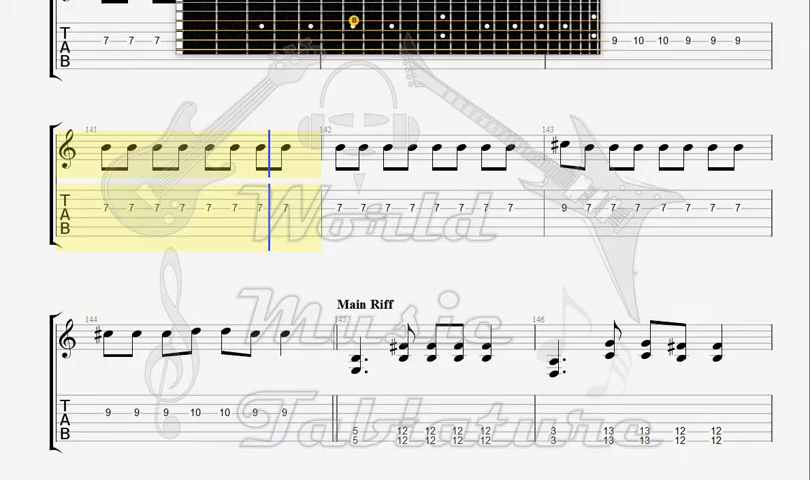 B
T 7 7 7 9 10 10 9 9 9
A
B
141 142 143
T 7 7 7 7 7 7 7 7 7 7 7 7 7 7 7 7 9 7 7 7 7 7 7 7
A
B
World
Music
Main Riff
144 145 146
T 9 9 9 10 10 9 9
A 5 12 12 12 12 3 13 13 12 12
B 5 12 12 12 12 3 13 13 12 12
Tablature